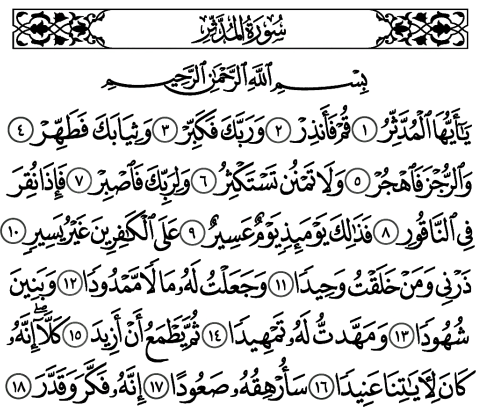 سُورَةُ المُدَّثِّر
بِسْمِ ٱللَّهِ ٱلرَّحْمَٰنِ ٱلرَّحِيمِ
يَٰٓأَيُّهَا ٱلْمُدَّثِّرُ ١ قُمْ فَأَنذِرْ ٢ وَرَبَّكَ فَكَبِّرْ ٣ وَثِيَابَكَ فَطَهِّرْ ٤
وَٱلرُّجْزَ فَٱهْجُرْ ٥ وَلَا تَمْنُن تَسْتَكْثِرُ ٦ وَلِرَبِّكَ فَٱصْبِرْ ٧ فَإِذَا نُقِرَ
فِي ٱلنَّاقُورِ ٨ فَذَٰلِكَ يَوْمَئِذٍ يَوْمٌ عَسِيرٌ ٩ عَلَى ٱلْكَٰفِرِينَ غَيْرُ يَسِيرٍ ١٠
ذَرْنِي وَمَنْ خَلَقْتُ وَحِيدًا ١١ وَجَعَلْتُ لَهُۥ مَالًا مَّمْدُودًا ١٢ وَبَنِينَ
شُهُودًا ١٣ وَمَهَّدتُّ لَهُۥ تَمْهِيدًا ١٤ ثُمَّ يَطْمَعُ أَنْ أَزِيدَ ١٥ كَلَّآ ۖ إِنَّهُۥ
كَانَ لِأٓيَٰتِنَا عَنِيدًا ١٦ سَأُرْهِقُهُۥ صَعُودًا ١٧ إِنَّهُۥ فَكَّرَ وَقَدَّرَ ١٨